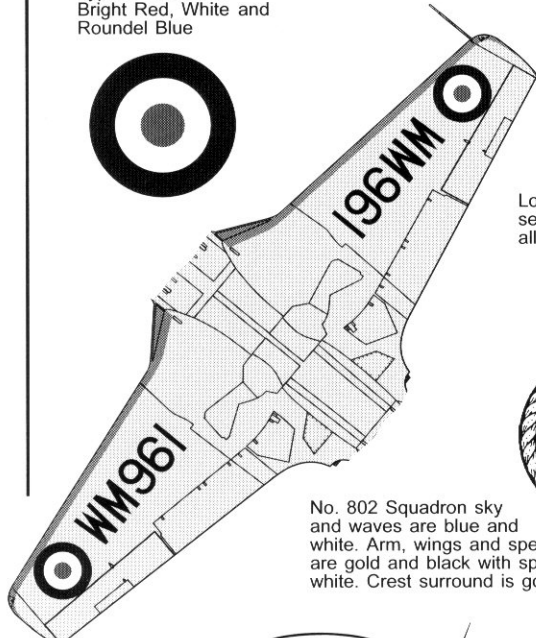 Bright Red, White and
Roundel Blue
WM961
Lo
se
all
WM961
No. 802 Squadron sky
and waves are blue and
white. Arm, wings and spe
are gold and black with sp
white. Crest surround is go